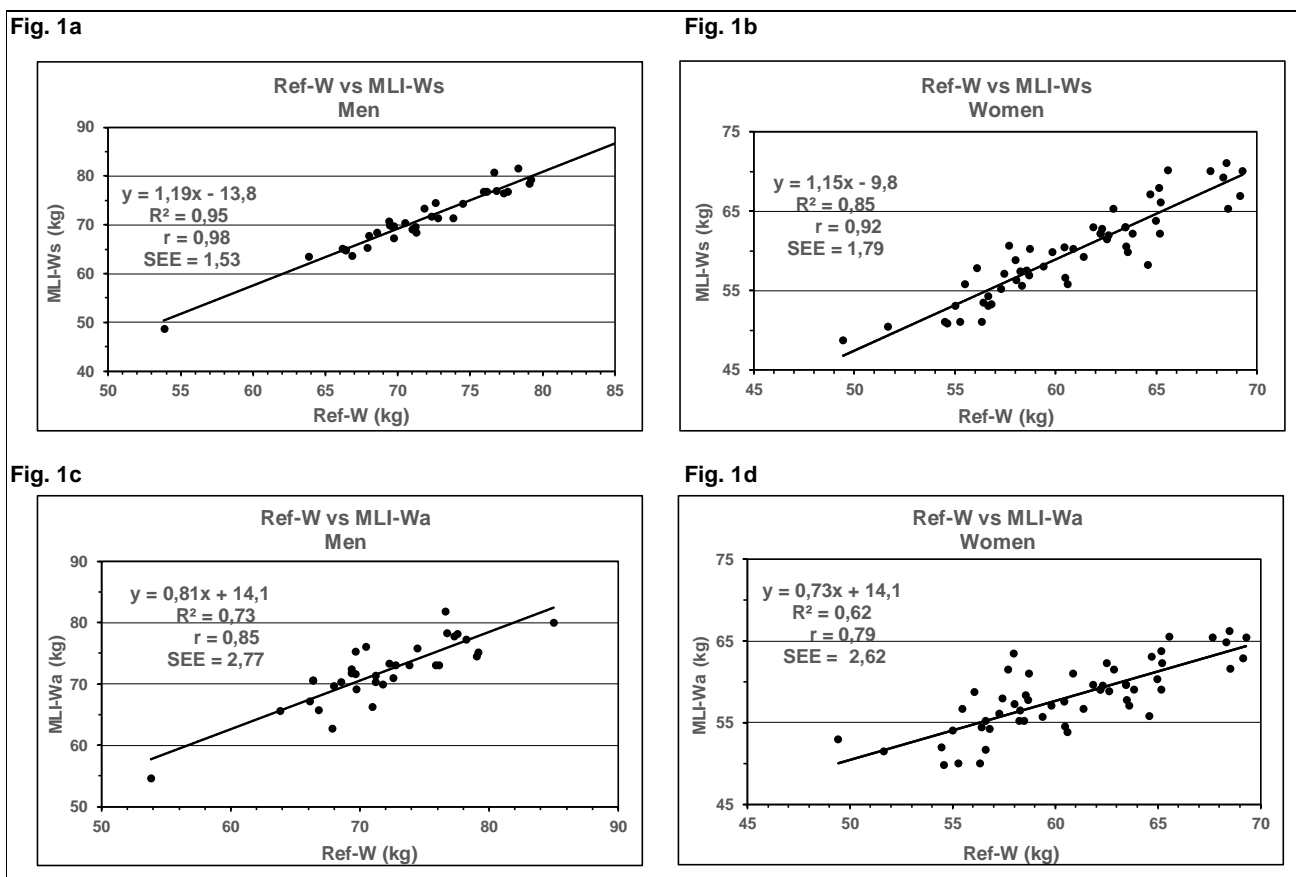 Fig. 1a
Ref-W vs MLI-Ws
Men
y = 1,19x - 13,8
R² = 0,95
r = 0,98
SEE = 1,53
MLI-Ws (kg)
90
80
70
60
50
40
50 55 60 65 70 75 80 85
Ref-W (kg)
Fig. 1b
Ref-W vs MLI-Ws
Women
y = 1,15x - 9,8
R² = 0,85
r = 0,92
SEE = 1,79
MLI-Ws (kg)
75
65
55
45
45 50 55 60 65 70
Ref-W (kg)
Fig. 1c
Ref-W vs MLI-Wa
Men
y = 0,81x + 14,1
R² = 0,73
r = 0,85
SEE = 2,77
MLI-Wa (kg)
90
80
70
60
50
50 60 70 80 90
Ref-W (kg)
Fig. 1d
Ref-W vs MLI-Wa
Women
y = 0,73x + 14,1
R² = 0,62
r = 0,79
SEE = 2,62
MLI-Wa (kg)
75
65
55
45
45 50 55 60 65 70
Ref-W (kg)